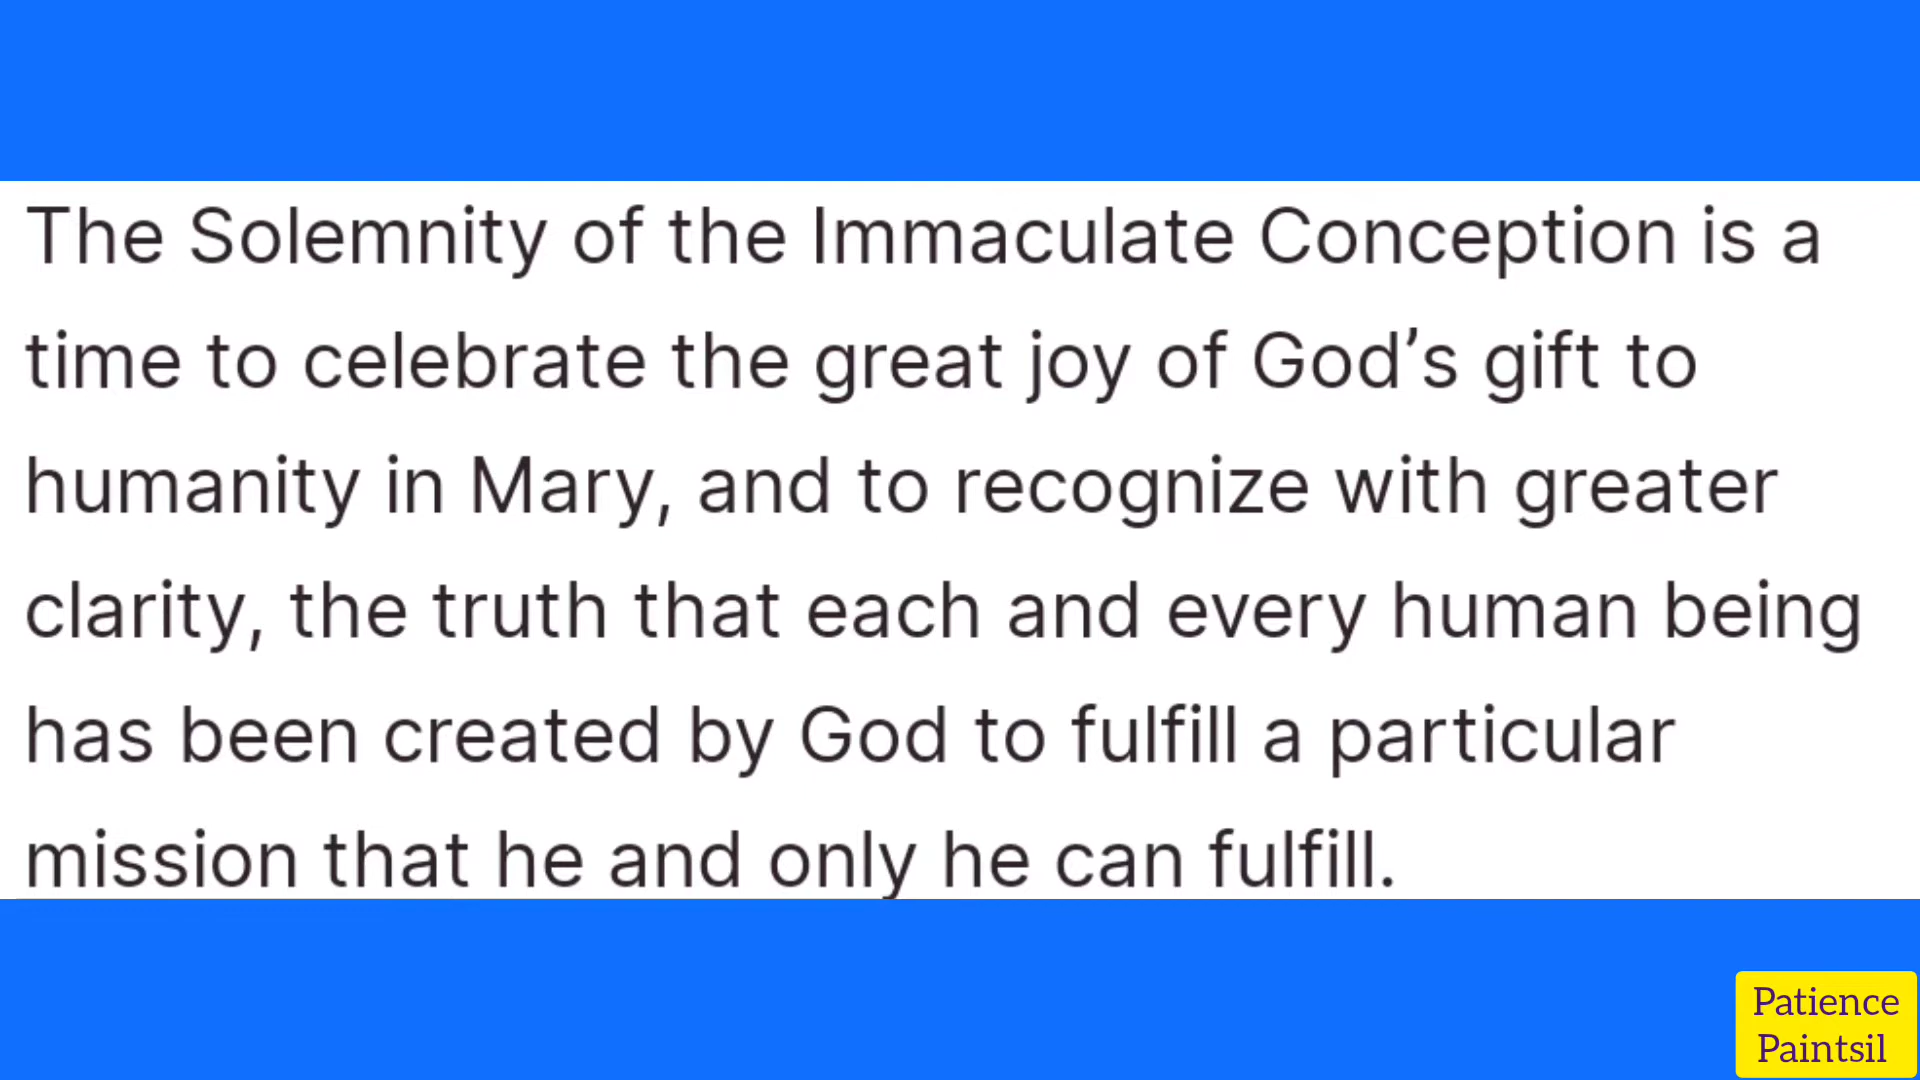 The Solemnity of the Immaculate Conception is a
time to celebrate the great joy of God’s gift to
humanity in Mary, and to recognize with greater
clarity, the truth that each and every human being
has been created by God to fulfill a particular
mission that he and only he can fulfill.
Patience
Paintsil